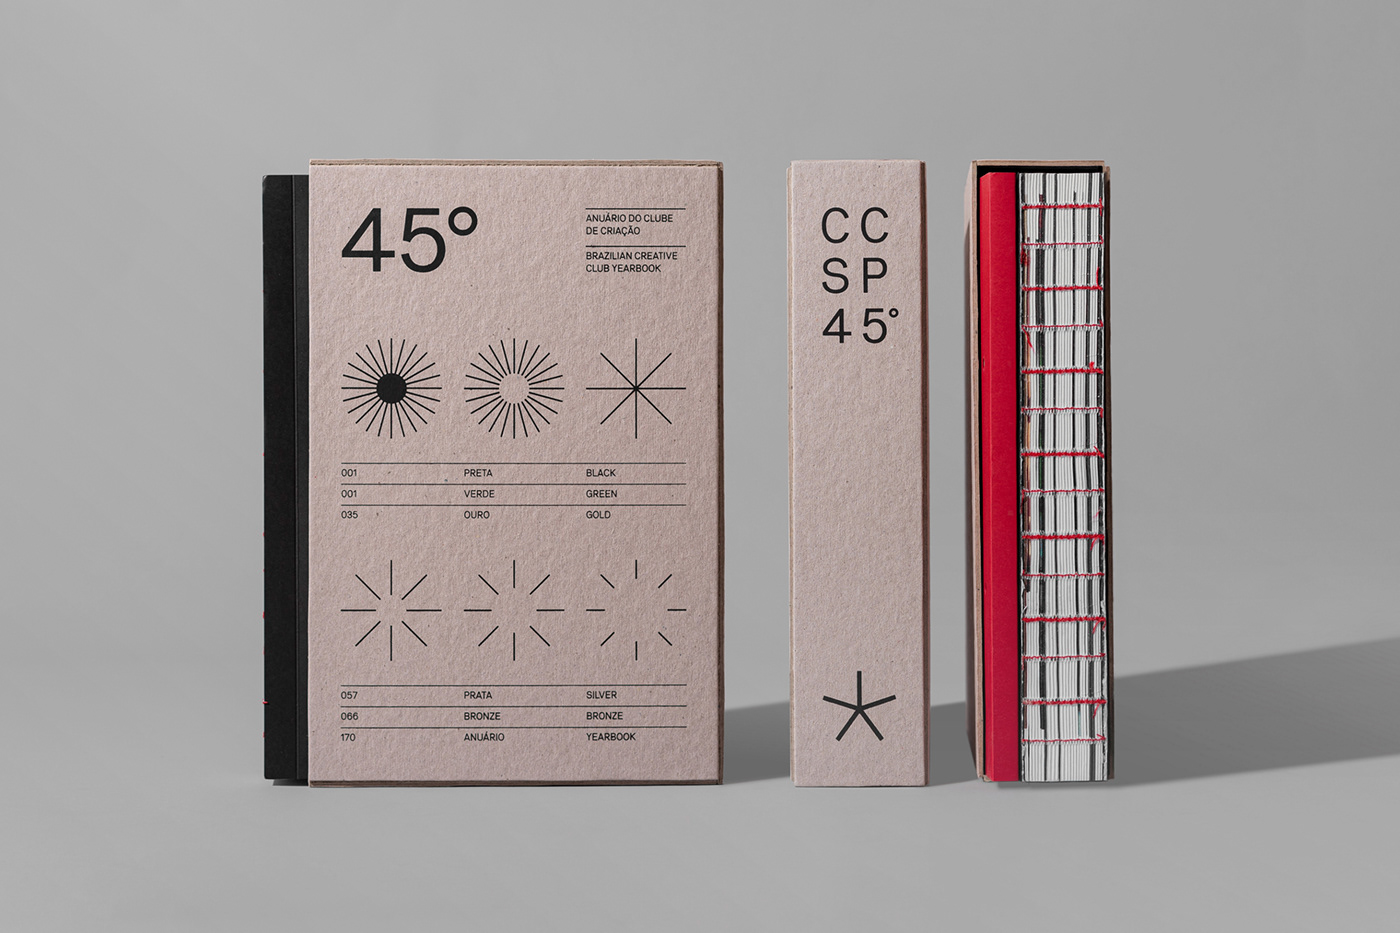 45°
ANUÁRIO DO CLUBE
DE CRIAÇÃO
BRAZILIAN CREATIVE
CLUB YEARBOOK
001 PRETA BLACK
001 VERDE GREEN
035 OURO GOLD
057 PRATA SILVER
066 BRONZE BRONZE
170 ANUÁRIO YEARBOOK
CC
SP
45°